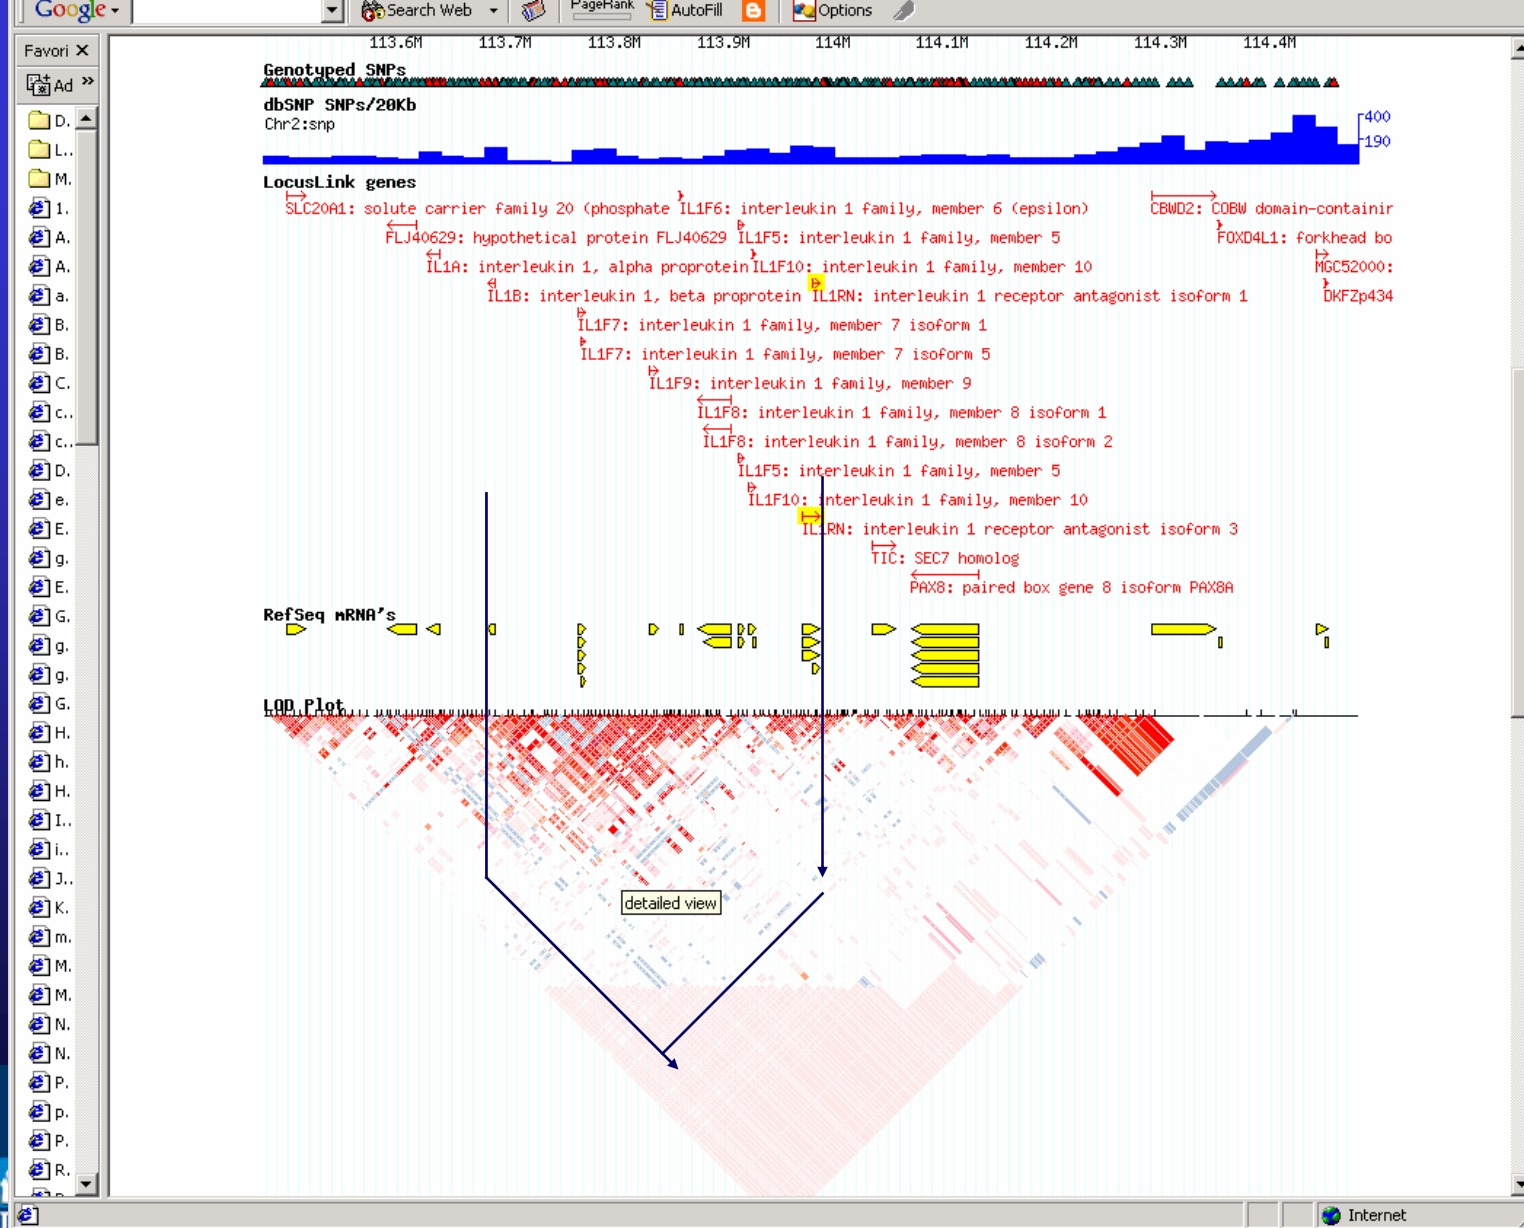 Google Search Web PageRank AutoFill Options
Favori
Ad »
113.6M 113.7M 113.8M 113.9M 114M 114.1M 114.2M 114.3M 114.4M
Genotyped SNPs
dbSNP SNPs/20Kb
Chr2:snp
400
190
LocusLink genes
SLC20A1: solute carrier family 20 (phosphate IL1F6: interleukin 1 family, member 6 (epsilon) CBWD2: COBW domain-containir
FLJ40629: hypothetical protein FLJ40629 IL1F5: interleukin 1 family, member 5 FOXD4L1: forkhead bo
IL1A: interleukin 1, alpha proprotein IL1F10: interleukin 1 family, member 10 MGC52000:
IL1B: interleukin 1, beta proprotein IL1RN: interleukin 1 receptor antagonist isoform 1 DKFZp434
IL1F7: interleukin 1 family, member 7 isoform 1
IL1F7: interleukin 1 family, member 7 isoform 5
IL1F9: interleukin 1 family, member 9
IL1F8: interleukin 1 family, member 8 isoform 1
IL1F8: interleukin 1 family, member 8 isoform 2
IL1F5: interleukin 1 family, member 5
IL1F10: interleukin 1 family, member 10
IL1RN: interleukin 1 receptor antagonist isoform 3
TIC: SEC7 homolog
PAX8: paired box gene 8 isoform PAX8A
RefSeq mRNA's
LOD Plot
detailed view
D.
L..
M.
1.
A.
A.
a.
B.
B.
C.
c..
c..
D.
e.
E.
g.
E.
G.
g.
g.
G.
H.
h.
H.
I..
i..
J..
K.
m.
M.
M.
N.
N.
P.
p.
P.
R.
Internet